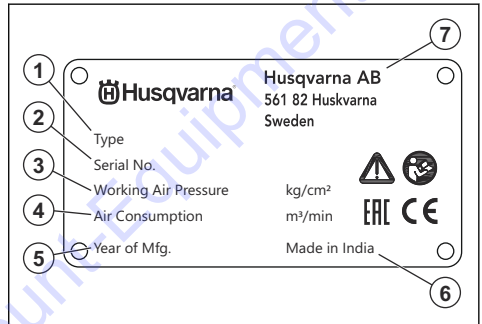 7
1
Husqvarna
Husqvarna AB
561 82 Huskvarna
Sweden
2
Type
Serial No.
3
Working Air Pressure kg/cm²
4
Air Consumption m³/min
EAC CE
5
Year of Mfg. Made in India
6